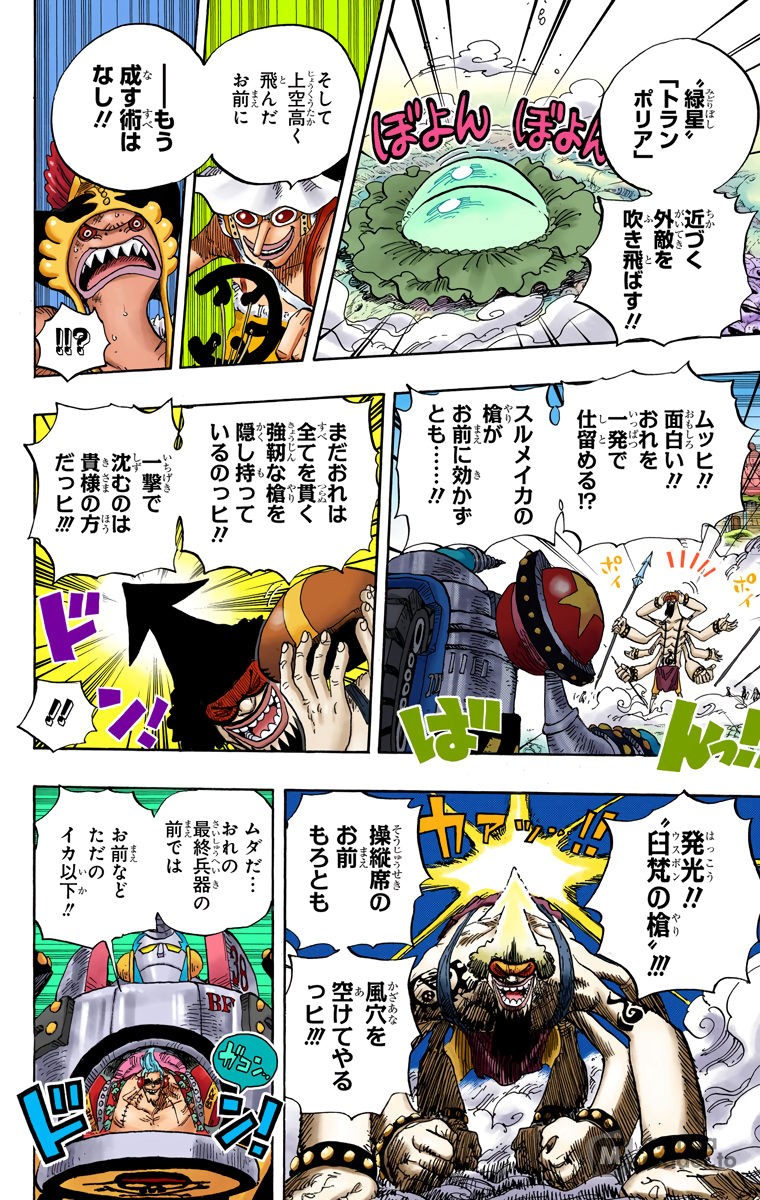 〝緑星〟
「トラン
ポリア」
近づく
外敵を
吹き飛ばす!!
ぼよん
ぼよん
そして
上空高く
飛んだ
お前に
──もう
成す術は
なし!!
!!?
ムッヒ!!
面白い!!
おれを
一発で
仕留める!?
スルメイカの
槍が
お前に効かず
とも……!!
ポイ
ポイ
ばんっ!!
まだおれは
全てを貫く
強靭な槍を
隠し持って
いるのっヒ!!
一撃で
沈むのは
貴様の方
だっヒ!!!
ドン!
!!
発光!!
〝臼梵の槍〟!!!
カアッ…!!
操縦席の
お前
もろとも
風穴を
空けてやる
っヒ!!!
ムダだ…
おれの
最終兵器の
前では
お前など
ただの
イカ以下!!
38
BF
ガコン…
ドン!